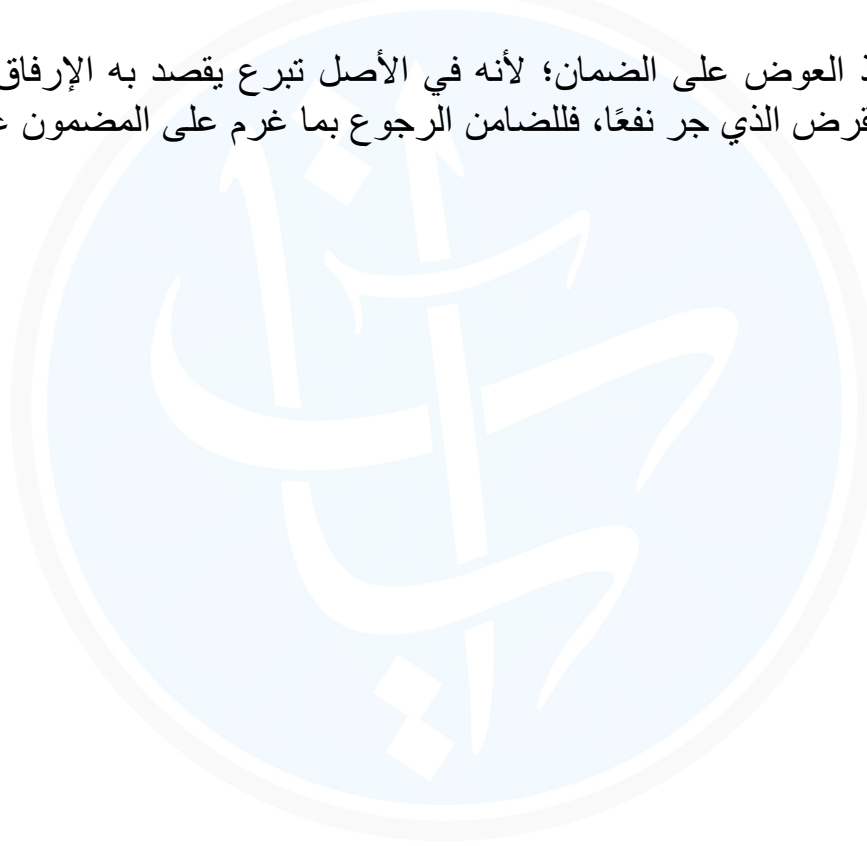 العوض على الضمان؛ لأنه في الأصل تبرع يقصد به الإرفاق
الذي جر نفعًا، فللضامن الرجوع بما غرم على المضمون